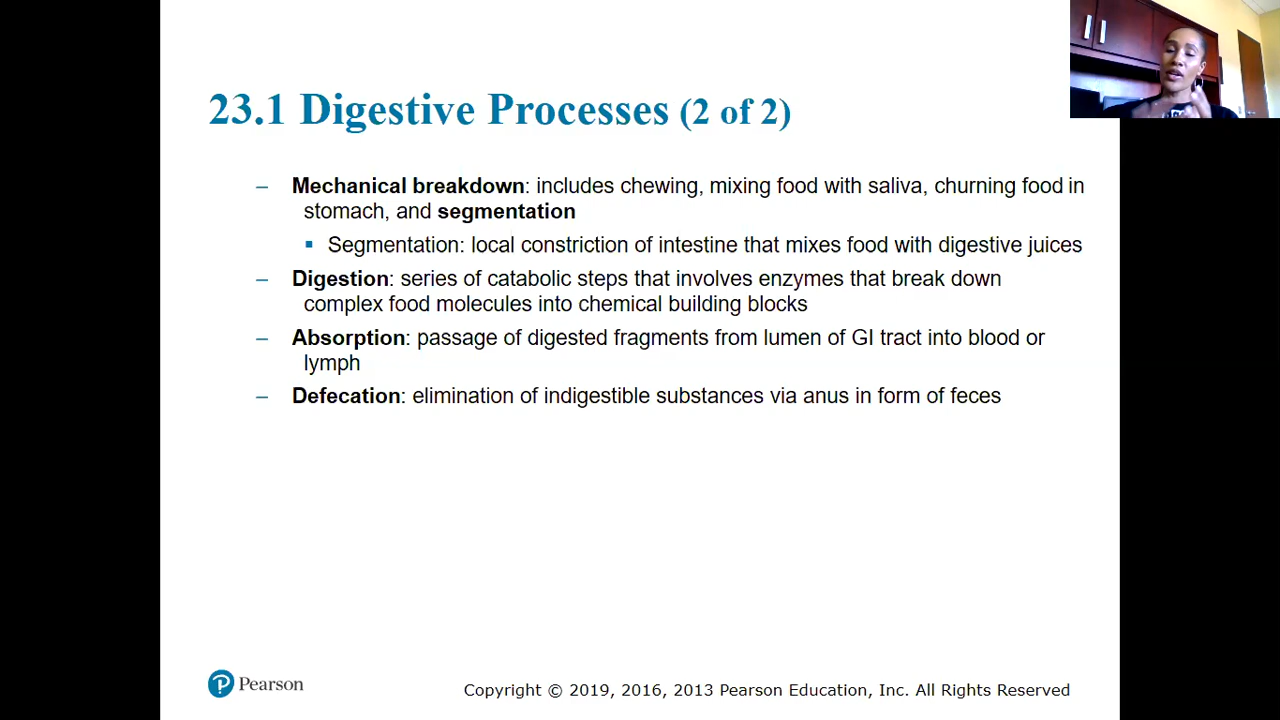 23.1 Digestive Processes (2 of 2)
– Mechanical breakdown: includes chewing, mixing food with saliva, churning food in
stomach, and segmentation
▪ Segmentation: local constriction of intestine that mixes food with digestive juices
– Digestion: series of catabolic steps that involves enzymes that break down
complex food molecules into chemical building blocks
– Absorption: passage of digested fragments from lumen of GI tract into blood or
lymph
– Defecation: elimination of indigestible substances via anus in form of feces
Pearson
Copyright © 2019, 2016, 2013 Pearson Education, Inc. All Rights Reserved